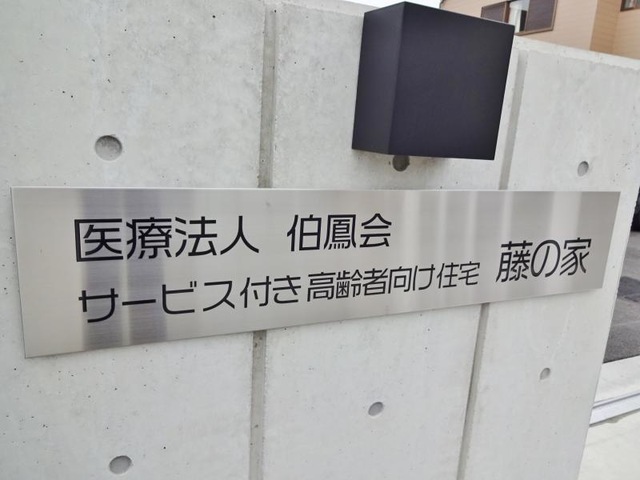 医療法人 伯鳳会
サービス付き高齢者向け住宅 藤の家